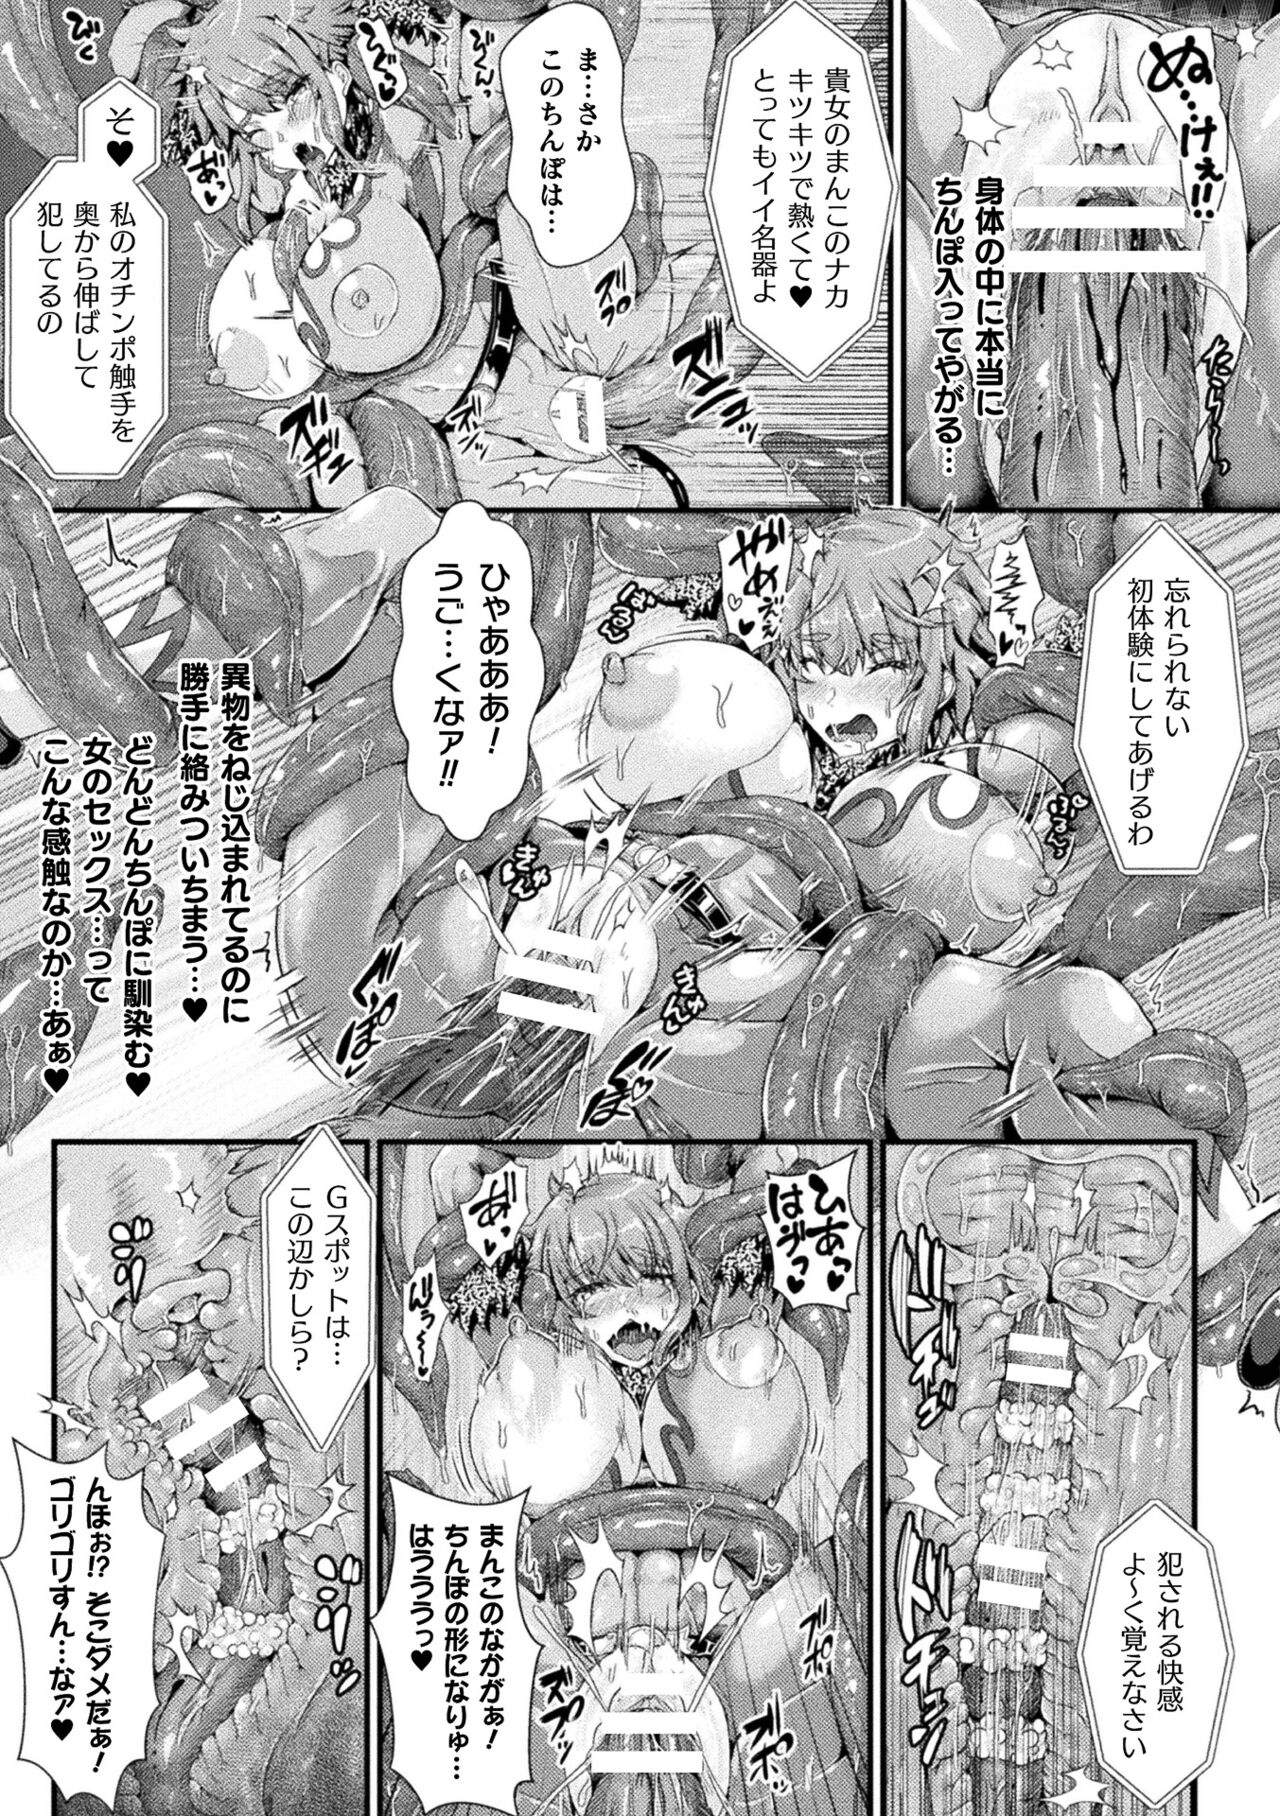 ぬ…けぇ!!
身体の中に本当に
ちんぽ入ってやがる…
たら…っ
貴女のまんこのナカ
キツキツで熱くて♥
とってもイイ名器よ
ま…さか
このちんぽは…
そ♥
私のオチンポ触手を
奥から伸ばして
犯してるの
忘れられない
初体験にしてあげるわ
やめ゛ぇぇ♡
ひゃあああ！
うご…くなァ!!
異物をねじ込まれてるのに
勝手に絡みついちまう…♥
どんどんちんぽに馴染む♥
女のセックス…って
こんな感触なのか…あぁ♥
犯される快感
よ～く覚えなさい
ひあっ♥
はヴっ♥
まんこのなかがぁ！
ちんぽの形になりゅ…
はうううっ♥
Gスポットは…
この辺かしら？
んほぉ!? そこダメだぁ！
ゴリゴリすん…なァ♥